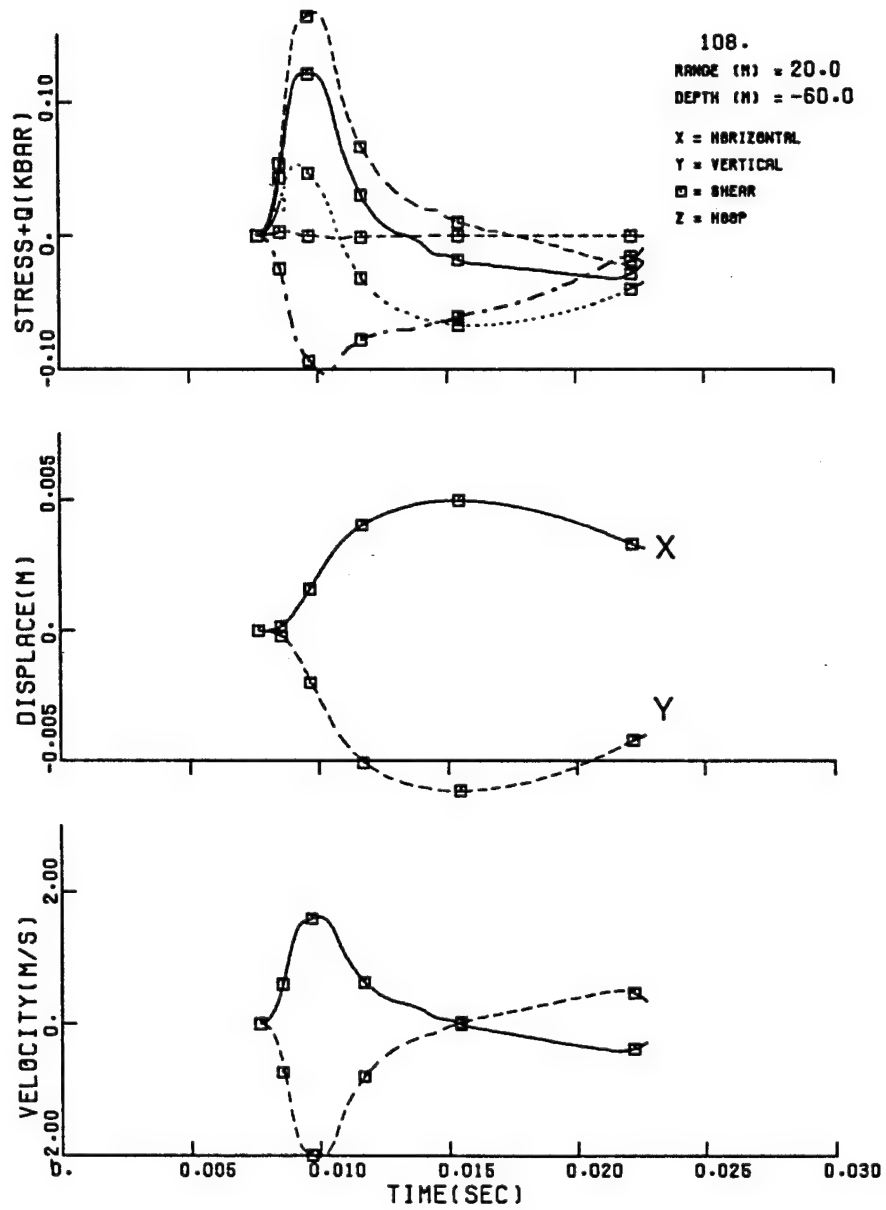 108.
RANGE (M) = 20.0
DEPTH (M) = -60.0
X = HORIZONTAL
Y = VERTICAL
□ = SHEAR
Z = HOOP
STRESS+Q(KBAR)
0.10
0.
-0.10
DISPLACE(M)
0.005
0.
-0.005
X
Y
VELOCITY(M/S)
2.00
0.
-2.00
0. 0.005 0.010 0.015 0.020 0.025 0.030
TIME(SEC)